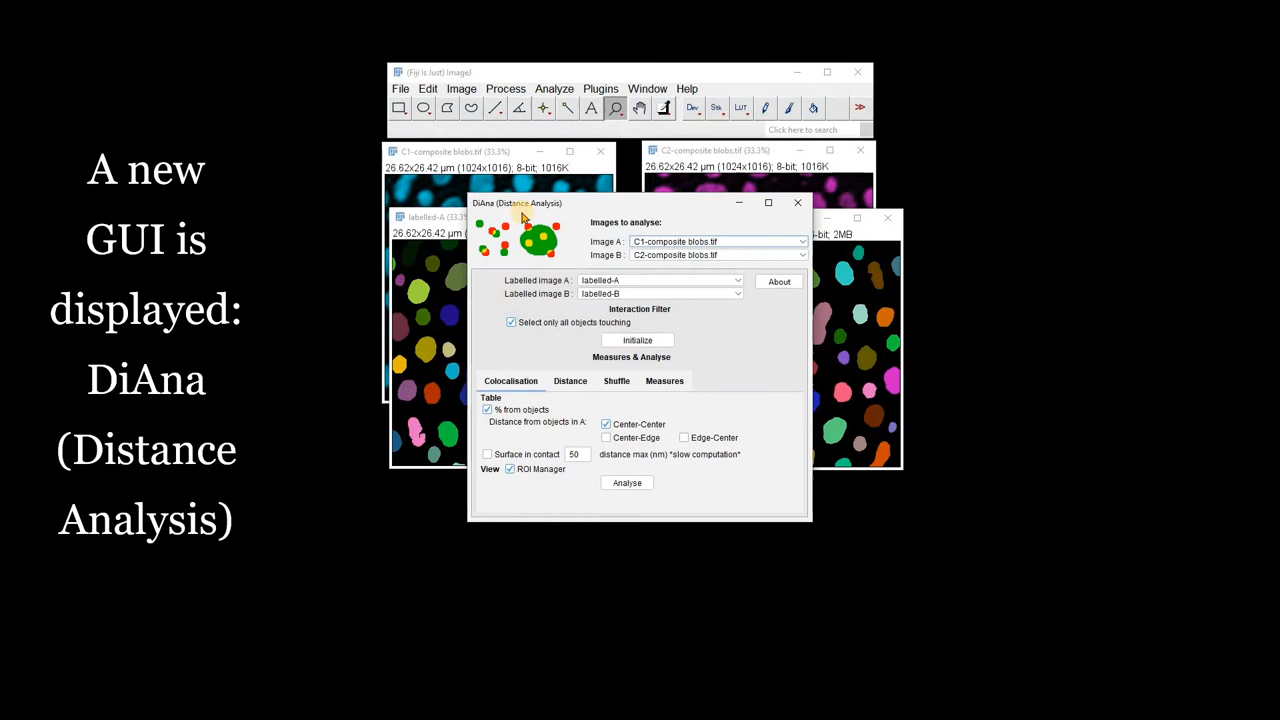 A new
GUI is
displayed:
DiAna
(Distance
Analysis)
(Fiji Is Just) ImageJ
File Edit Image Process Analyze Plugins Window Help
Dev Stk LUT
Click here to search
C1-composite blobs.tif (33.3%)
26.62x26.42 µm (1024x1016); 8-bit; 1016K
C2-composite blobs.tif (33.3%)
26.62x26.42 µm (1024x1016); 8-bit; 1016K
labelled-A (33.3%
26.62x26.42
-bit; 2MB
DiAna (Distance Analysis)
Images to analyse:
Image A : C1-composite blobs.tif
Image B : C2-composite blobs.tif
Labelled image A : labelled-A
About
Labelled image B : labelled-B
Interaction Filter
Select only all objects touching
Initialize
Measures & Analyse
Colocalisation Distance Shuffle Measures
Table
% from objects
Distance from objects in A: Center-Center
Center-Edge Edge-Center
Surface in contact 50 distance max (nm) *slow computation*
View ROI Manager
Analyse